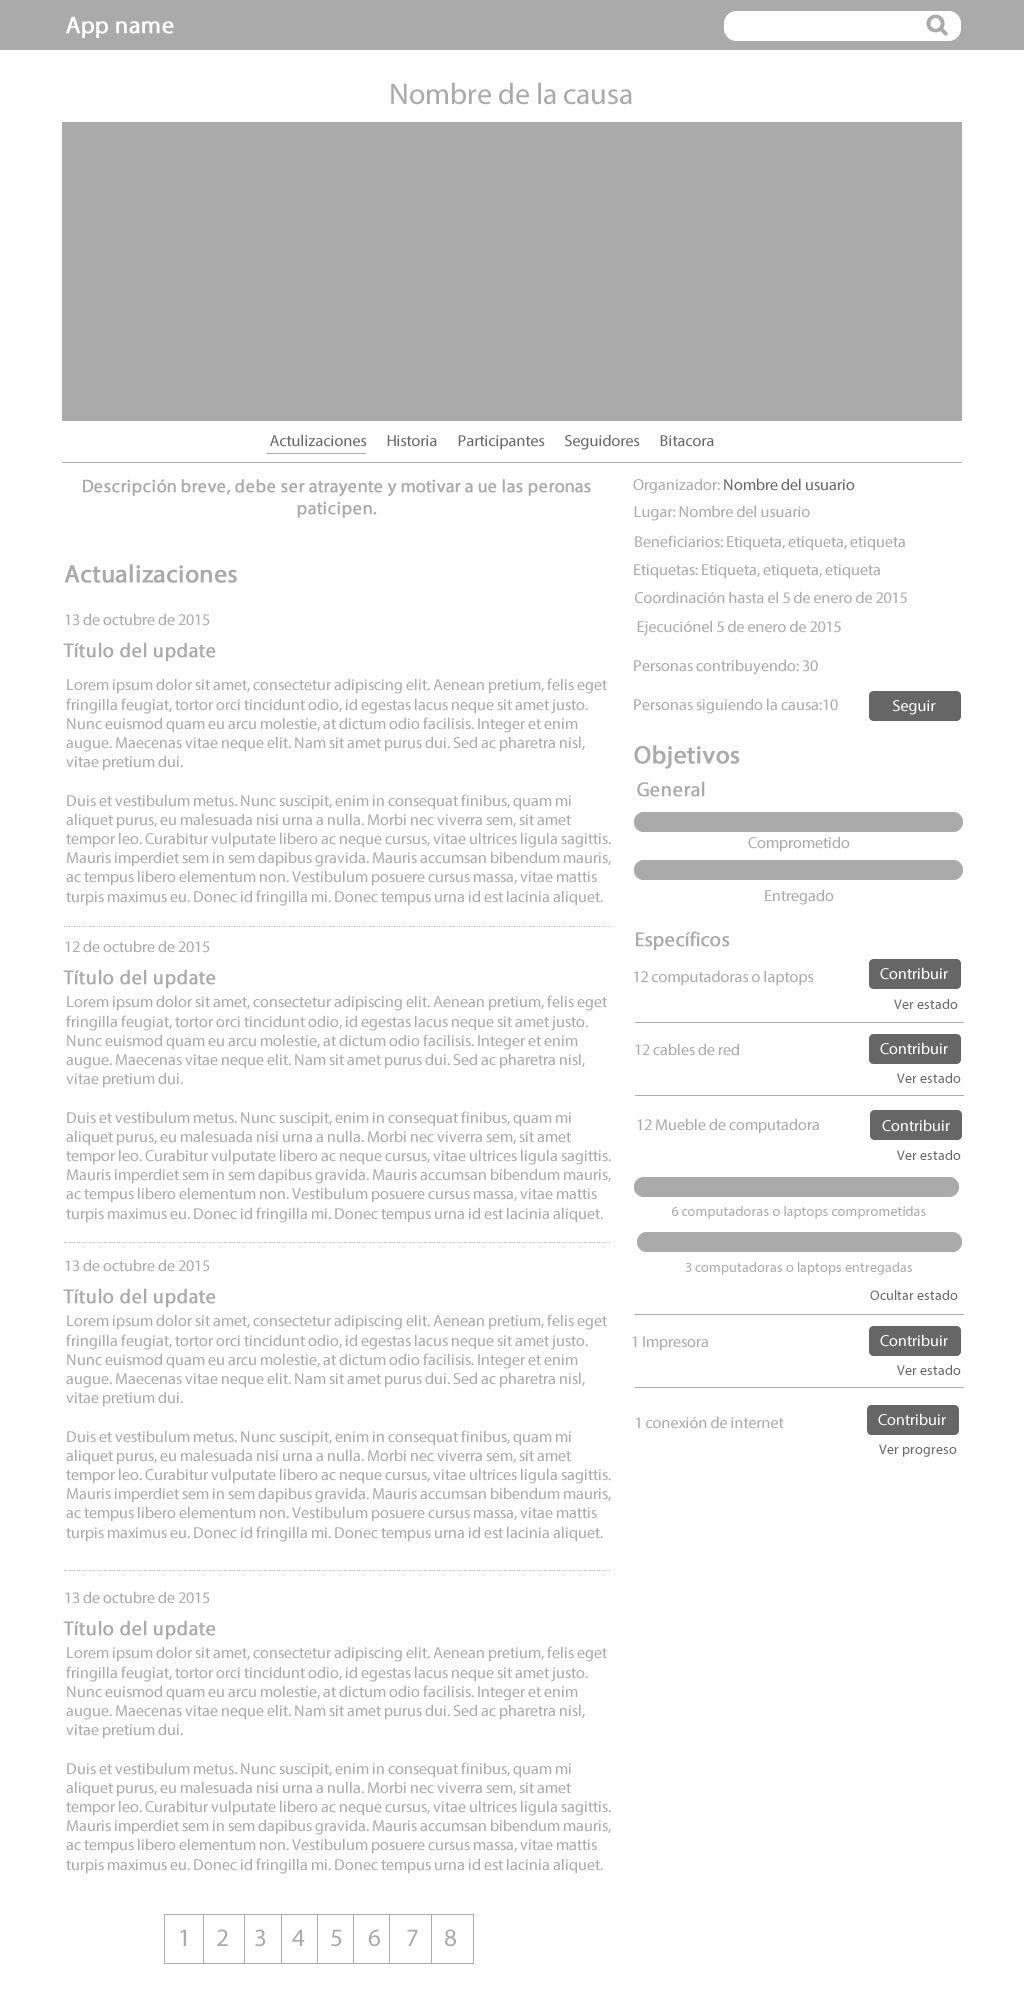 App name
Nombre de la causa
Actulizaciones Historia Participantes Seguidores Bitacora
Descripción breve, debe ser atrayente y motivar a ue las peronas
paticipen.
Actualizaciones
13 de octubre de 2015
Título del update
Lorem ipsum dolor sit amet, consectetur adipiscing elit. Aenean pretium, felis eget
fringilla feugiat, tortor orci tincidunt odio, id egestas lacus neque sit amet justo.
Nunc euismod quam eu arcu molestie, at dictum odio facilisis. Integer et enim
augue. Maecenas vitae neque elit. Nam sit amet purus dui. Sed ac pharetra nisl,
vitae pretium dui.
Duis et vestibulum metus. Nunc suscipit, enim in consequat finibus, quam mi
aliquet purus, eu malesuada nisi urna a nulla. Morbi nec viverra sem, sit amet
tempor leo. Curabitur vulputate libero ac neque cursus, vitae ultrices ligula sagittis.
Mauris imperdiet sem in sem dapibus gravida. Mauris accumsan bibendum mauris,
ac tempus libero elementum non. Vestibulum posuere cursus massa, vitae mattis
turpis maximus eu. Donec id fringilla mi. Donec tempus urna id est lacinia aliquet.
12 de octubre de 2015
Título del update
Lorem ipsum dolor sit amet, consectetur adipiscing elit. Aenean pretium, felis eget
fringilla feugiat, tortor orci tincidunt odio, id egestas lacus neque sit amet justo.
Nunc euismod quam eu arcu molestie, at dictum odio facilisis. Integer et enim
augue. Maecenas vitae neque elit. Nam sit amet purus dui. Sed ac pharetra nisl,
vitae pretium dui.
Duis et vestibulum metus. Nunc suscipit, enim in consequat finibus, quam mi
aliquet purus, eu malesuada nisi urna a nulla. Morbi nec viverra sem, sit amet
tempor leo. Curabitur vulputate libero ac neque cursus, vitae ultrices ligula sagittis.
Mauris imperdiet sem in sem dapibus gravida. Mauris accumsan bibendum mauris,
ac tempus libero elementum non. Vestibulum posuere cursus massa, vitae mattis
turpis maximus eu. Donec id fringilla mi. Donec tempus urna id est lacinia aliquet.
13 de octubre de 2015
Título del update
Lorem ipsum dolor sit amet, consectetur adipiscing elit. Aenean pretium, felis eget
fringilla feugiat, tortor orci tincidunt odio, id egestas lacus neque sit amet justo.
Nunc euismod quam eu arcu molestie, at dictum odio facilisis. Integer et enim
augue. Maecenas vitae neque elit. Nam sit amet purus dui. Sed ac pharetra nisl,
vitae pretium dui.
Duis et vestibulum metus. Nunc suscipit, enim in consequat finibus, quam mi
aliquet purus, eu malesuada nisi urna a nulla. Morbi nec viverra sem, sit amet
tempor leo. Curabitur vulputate libero ac neque cursus, vitae ultrices ligula sagittis.
Mauris imperdiet sem in sem dapibus gravida. Mauris accumsan bibendum mauris,
ac tempus libero elementum non. Vestibulum posuere cursus massa, vitae mattis
turpis maximus eu. Donec id fringilla mi. Donec tempus urna id est lacinia aliquet.
13 de octubre de 2015
Título del update
Lorem ipsum dolor sit amet, consectetur adipiscing elit. Aenean pretium, felis eget
fringilla feugiat, tortor orci tincidunt odio, id egestas lacus neque sit amet justo.
Nunc euismod quam eu arcu molestie, at dictum odio facilisis. Integer et enim
augue. Maecenas vitae neque elit. Nam sit amet purus dui. Sed ac pharetra nisl,
vitae pretium dui.
Duis et vestibulum metus. Nunc suscipit, enim in consequat finibus, quam mi
aliquet purus, eu malesuada nisi urna a nulla. Morbi nec viverra sem, sit amet
tempor leo. Curabitur vulputate libero ac neque cursus, vitae ultrices ligula sagittis.
Mauris imperdiet sem in sem dapibus gravida. Mauris accumsan bibendum mauris,
ac tempus libero elementum non. Vestibulum posuere cursus massa, vitae mattis
turpis maximus eu. Donec id fringilla mi. Donec tempus urna id est lacinia aliquet.
1 2 3 4 5 6 7 8
Organizador: Nombre del usuario
Lugar: Nombre del usuario
Beneficiarios: Etiqueta, etiqueta, etiqueta
Etiquetas: Etiqueta, etiqueta, etiqueta
Coordinación hasta el 5 de enero de 2015
Ejecuciónel 5 de enero de 2015
Personas contribuyendo: 30
Personas siguiendo la causa:10 Seguir
Objetivos
General
Comprometido
Entregado
Específicos
12 computadoras o laptops Contribuir
Ver estado
12 cables de red Contribuir
Ver estado
12 Mueble de computadora Contribuir
Ver estado
6 computadoras o laptops comprometidas
3 computadoras o laptops entregadas
Ocultar estado
1 Impresora Contribuir
Ver estado
1 conexión de internet Contribuir
Ver progreso